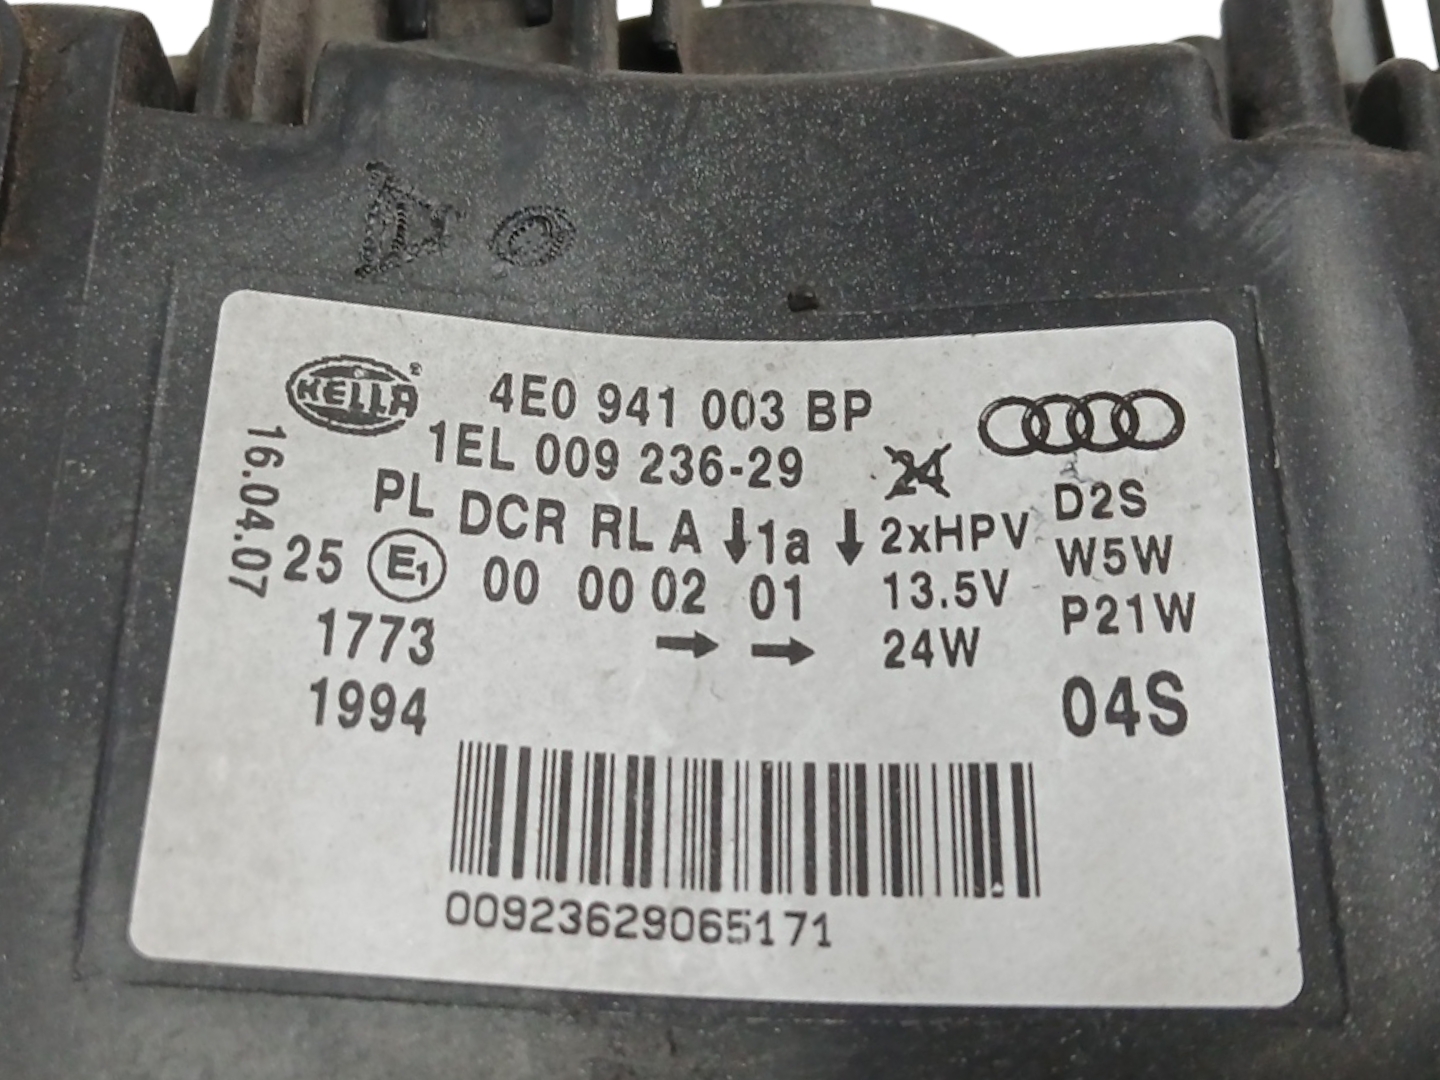 HELLA
4E0 941 003 BP
1EL 009 236-29
24
16.04.07
PL DCR RL A ↓1a ↓
2xHPV D2S
25 E1 00 00 02 01
13.5V W5W
1773 → →
24W P21W
1994
04S
00923629065171